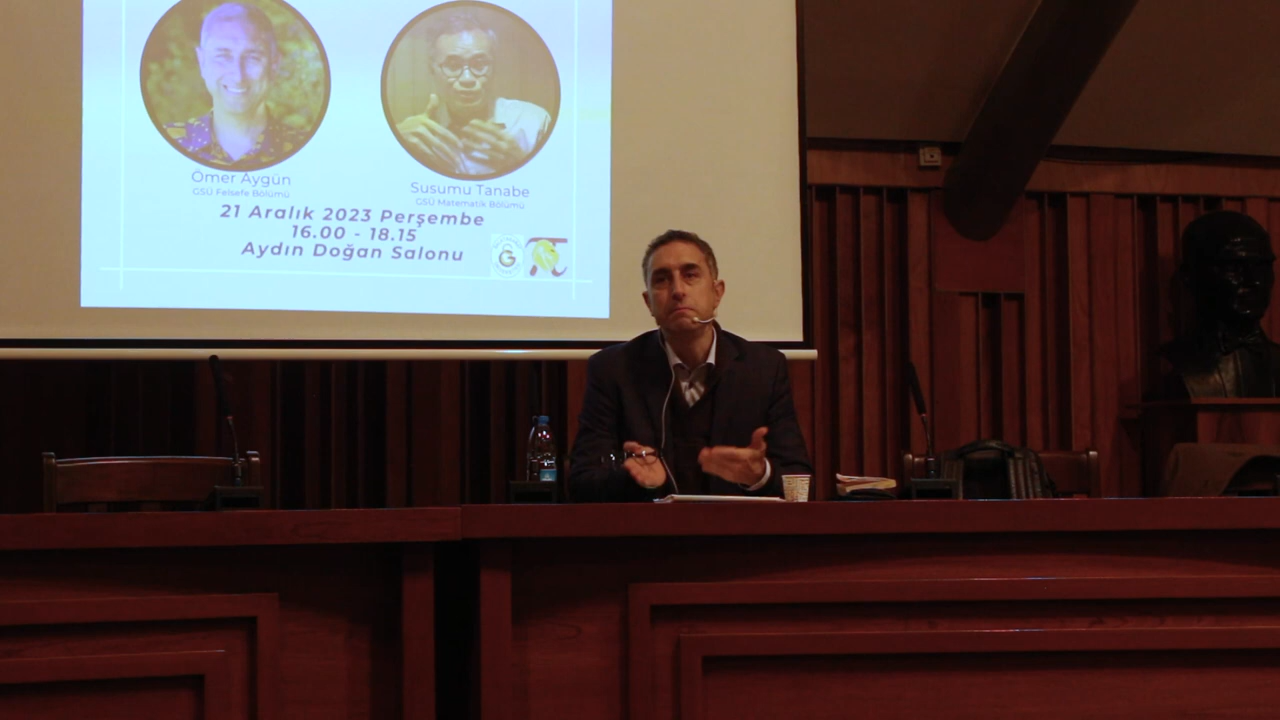 Ömer Aygün
GSÜ Felsefe Bölümü
Susumu Tanabe
GSÜ Matematik Bölümü
21 Aralık 2023 Perşembe
16.00 - 18.15
Aydın Doğan Salonu